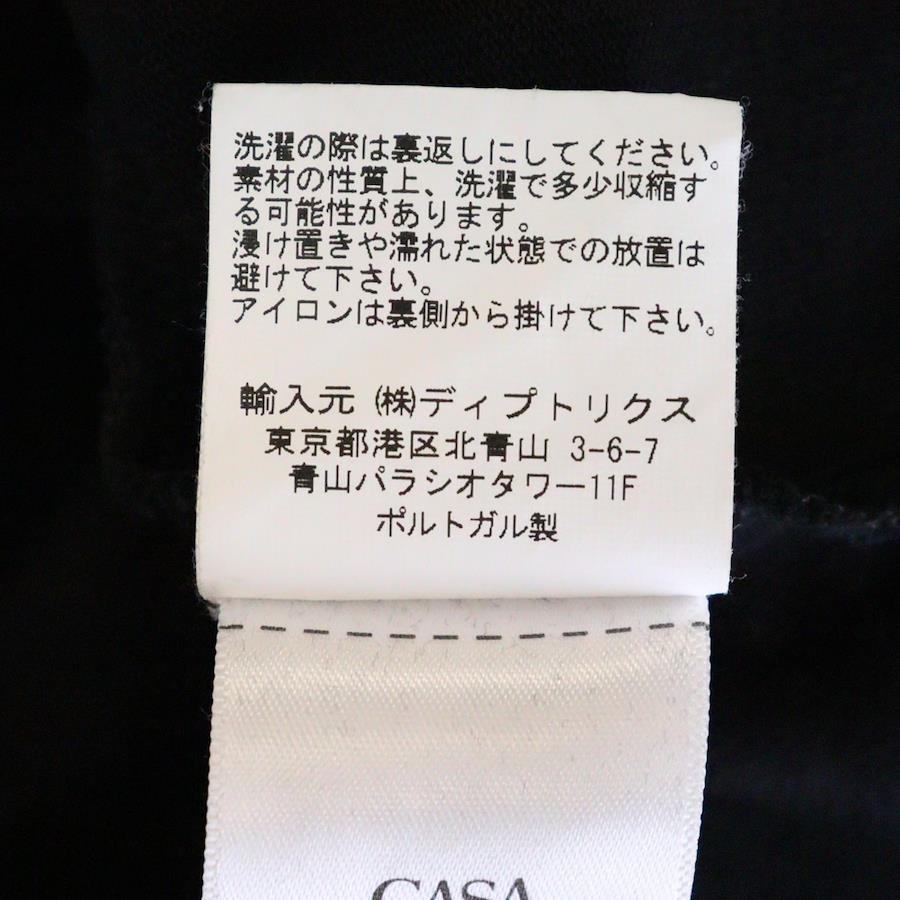 洗濯の際は裏返しにしてください。
素材の性質上、洗濯で多少収縮す
る可能性があります。
浸け置きや濡れた状態での放置は
避けて下さい。
アイロンは裏側から掛けて下さい。
輸入元 (株)ディプトリクス
東京都港区北青山 3-6-7
青山パラシオタワー11F
ポルトガル製
CASA